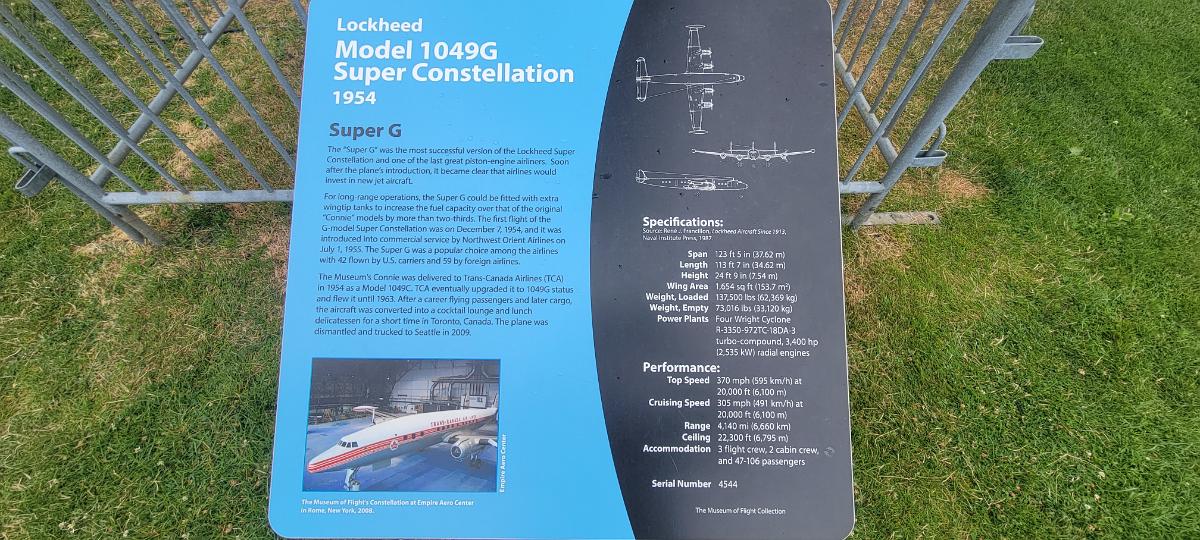 Lockheed
Model 1049G
Super Constellation
1954
Super G
The "Super G" was the most successful version of the Lockheed Super
Constellation and one of the last great piston-engine airliners. Soon
after the plane's introduction, it became clear that airlines would
invest in new jet aircraft.
For long-range operations, the Super G could be fitted with extra
wingtip tanks to increase the fuel capacity over that of the original
"Connie" models by more than two-thirds. The first flight of the
G-model Super Constellation was on December 7, 1954, and it was
introduced into commercial service by Northwest Orient Airlines on
July 1, 1955. The Super G was a popular choice among the airlines
with 42 flown by U.S. carriers and 59 by foreign airlines.
The Museum's Connie was delivered to Trans-Canada Airlines (TCA)
in 1954 as a Model 1049C. TCA eventually upgraded it to 1049G status
and flew it until 1963. After a career flying passengers and later cargo,
the aircraft was converted into a cocktail lounge and lunch
delicatessen for a short time in Toronto, Canada. The plane was
dismantled and trucked to Seattle in 2009.
TRANS-CANADA AIR LINES
Empire Aero Center
The Museum of Flight's Constellation at Empire Aero Center
in Rome, New York, 2008.
Specifications:
Source: René J. Francillon, Lockheed Aircraft Since 1913,
Naval Institute Press, 1987
Span 123 ft 5 in (37.62 m)
Length 113 ft 7 in (34.62 m)
Height 24 ft 9 in (7.54 m)
Wing Area 1.654 sq ft (153.7 m²)
Weight, Loaded 137,500 lbs (62,369 kg)
Weight, Empty 73,016 lbs (33,120 kg)
Power Plants Four Wright Cyclone
R-3350-972TC-18DA-3
turbo-compound, 3,400 hp
(2,535 kW) radial engines
Performance:
Top Speed 370 mph (595 km/h) at
20,000 ft (6,100 m)
Cruising Speed 305 mph (491 km/h) at
20,000 ft (6,100 m)
Range 4,140 mi (6,660 km)
Ceiling 22,300 ft (6,795 m)
Accommodation 3 flight crew, 2 cabin crew,
and 47-106 passengers
Serial Number 4544
The Museum of Flight Collection